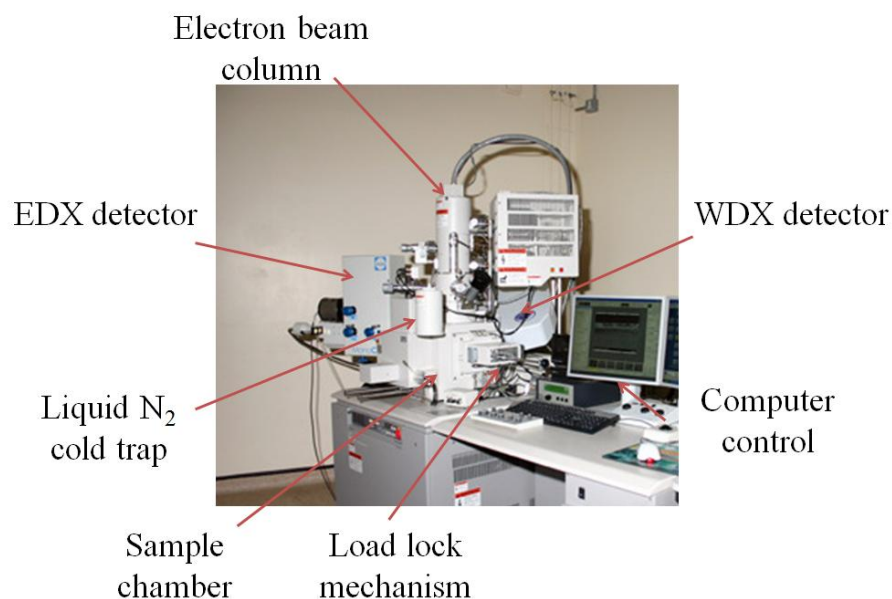 Electron beam
column
EDX detector
WDX detector
Liquid N₂
cold trap
Computer
control
Sample
chamber
Load lock
mechanism